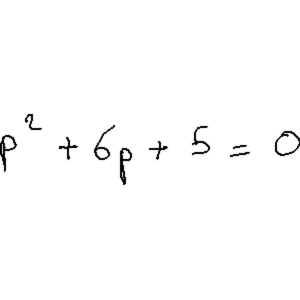 p² + 6p + 5 = 0